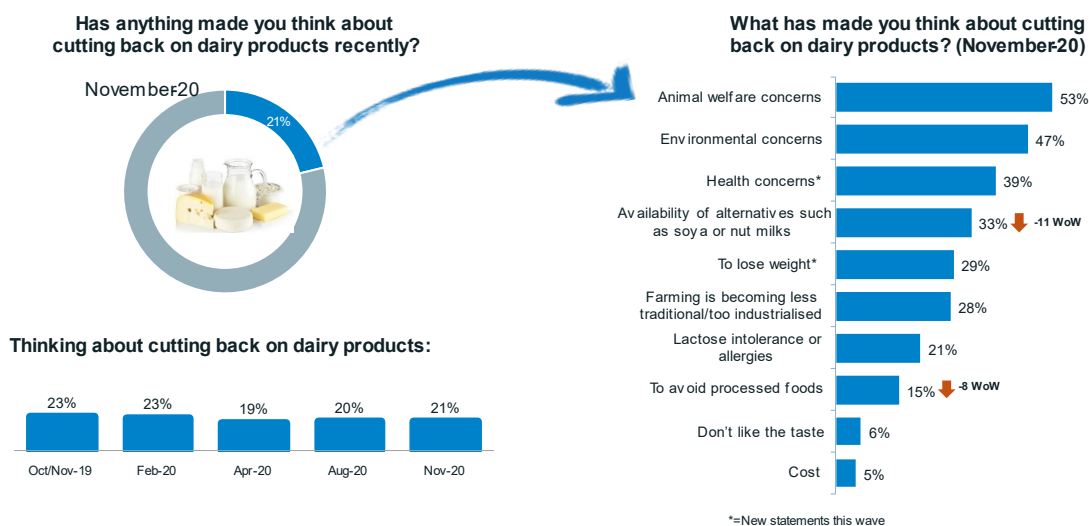 Has anything made you think about
cutting back on dairy products recently?
November-20
21%
Thinking about cutting back on dairy products:
23%
23%
19%
20%
21%
Oct/Nov-19
Feb-20
Apr-20
Aug-20
Nov-20
What has made you think about cutting
back on dairy products? (November-20)
Animal welfare concerns
53%
Environmental concerns
47%
Health concerns*
39%
Availability of alternatives such
as soya or nut milks
33%
-11 WoW
To lose weight*
29%
Farming is becoming less
traditional/too industrialised
28%
Lactose intolerance or
allergies
21%
To avoid processed foods
15%
-8 WoW
Don't like the taste
6%
Cost
5%
*=New statements this wave